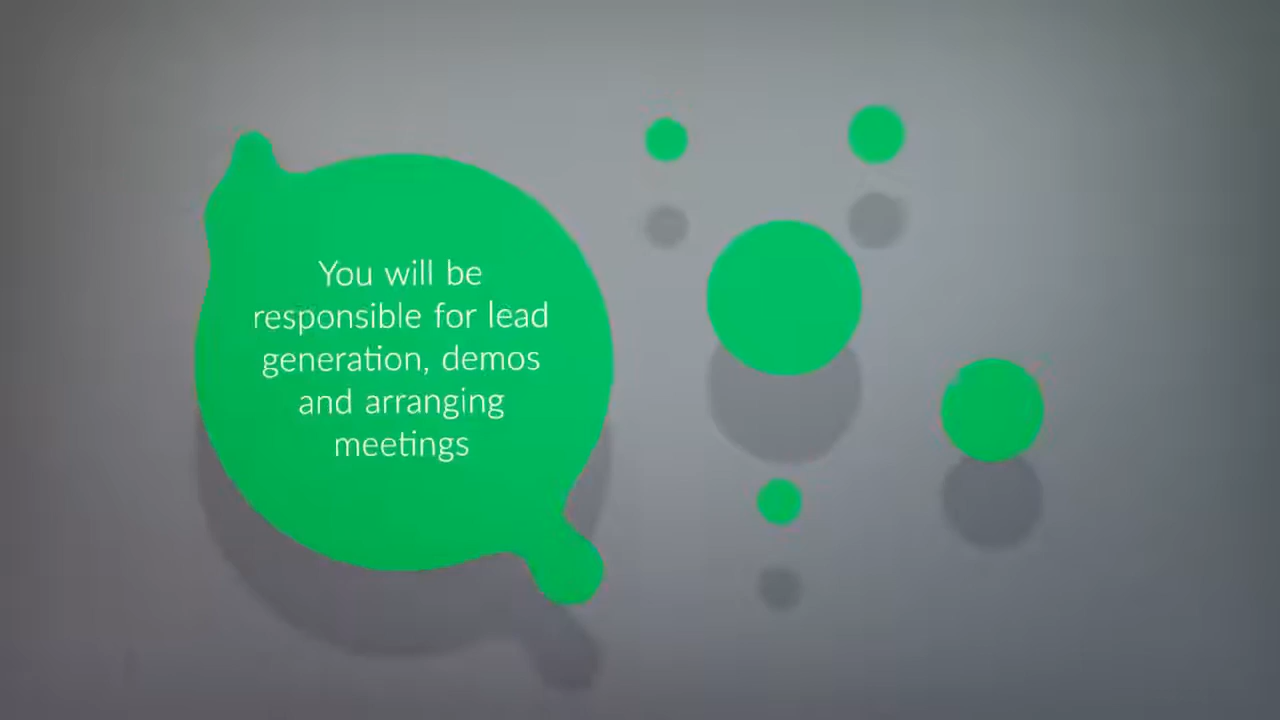 You will be
responsible for lead
generation, demos
and arranging
meetings